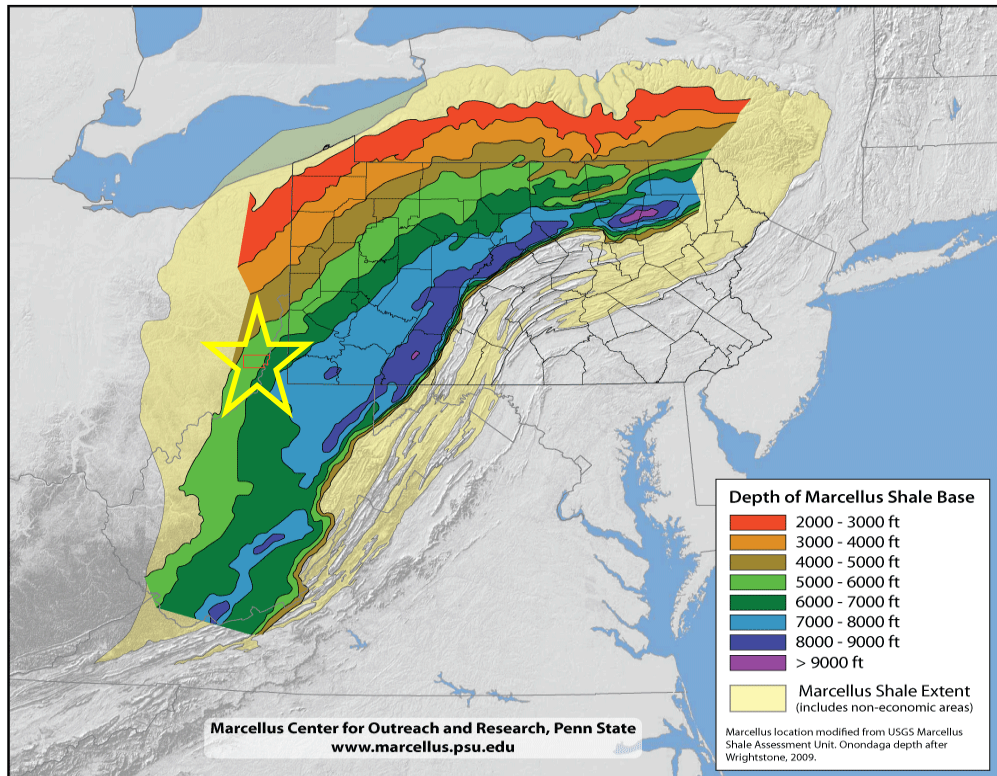 Depth of Marcellus Shale Base
2000 - 3000 ft
3000 - 4000 ft
4000 - 5000 ft
5000 - 6000 ft
6000 - 7000 ft
7000 - 8000 ft
8000 - 9000 ft
> 9000 ft
Marcellus Shale Extent
(includes non-economic areas)
Marcellus location modified from USGS Marcellus
Shale Assessment Unit. Onondaga depth after
Wrightstone, 2009.
Marcellus Center for Outreach and Research, Penn State
www.marcellus.psu.edu